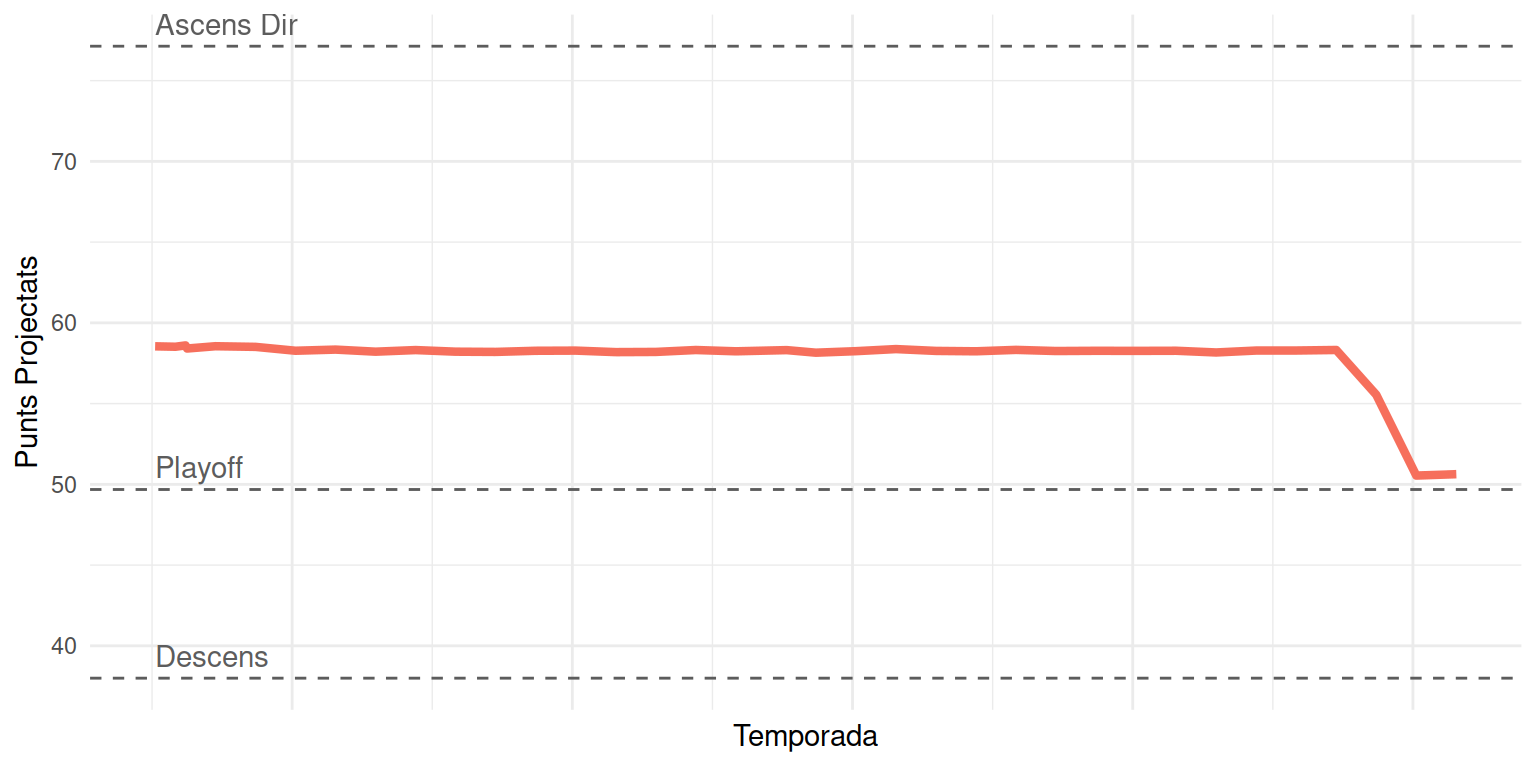 Ascens Dir
70
60
Playoff
50
Descens
40
Punts Projectats
Temporada